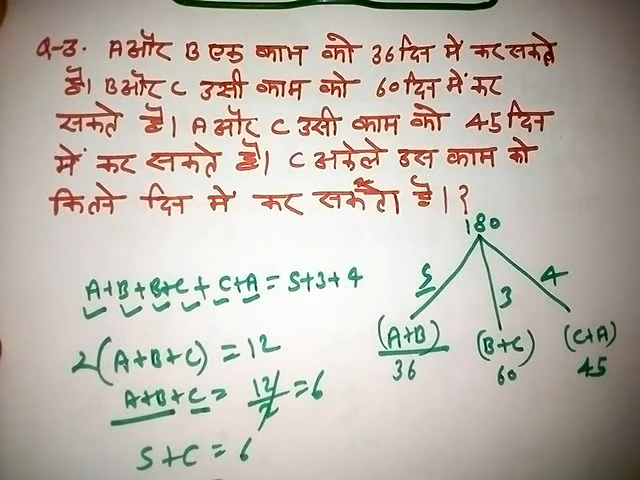 Q-3. A और B एक काम को 36 दिन में कर सकते
है। B और C उसी काम को 60 दिन में कर
सकते है। A और C उसी काम को 45 दिन
में कर सकते है। C अकेले उस काम को
कितने दिन में कर सकता है।?
180
5 3 4
(A+B) (B+C) (C+A)
36 60 45
A+B+B+C+C+A = 5+3+4
2(A+B+C) = 12
A+B+C = 12/2 = 6
5+C = 6